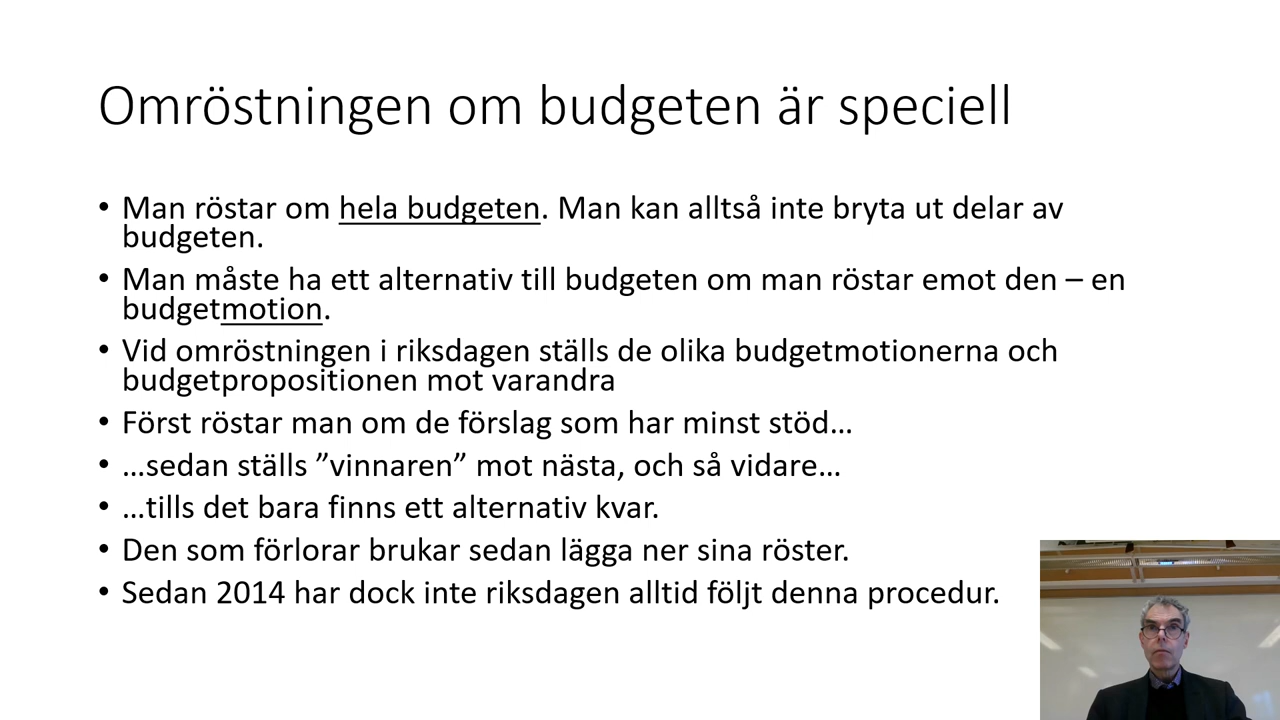 Omröstningen om budgeten är speciell
• Man röstar om hela budgeten. Man kan alltså inte bryta ut delar av
budgeten.
• Man måste ha ett alternativ till budgeten om man röstar emot den – en
budgetmotion.
• Vid omröstningen i riksdagen ställs de olika budgetmotionerna och
budgetpropositionen mot varandra
• Först röstar man om de förslag som har minst stöd…
• …sedan ställs ”vinnaren” mot nästa, och så vidare…
• …tills det bara finns ett alternativ kvar.
• Den som förlorar brukar sedan lägga ner sina röster.
• Sedan 2014 har dock inte riksdagen alltid följt denna procedur.